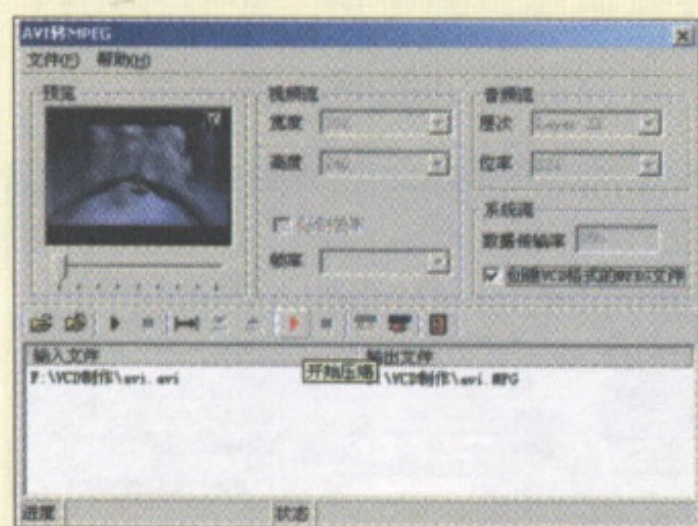 AVI转MPEG
文件(F) 帮助(H)
预览
视频流
宽度
高度
帧率
音频流
层次 Layer II
位率 224
系统流
数据传输率
创建VCD格式的MPEG文件
输入文件 输出文件
F:\VCD制作\avi.avi \VCD制作\avi.MPG
开始压缩
进度 状态